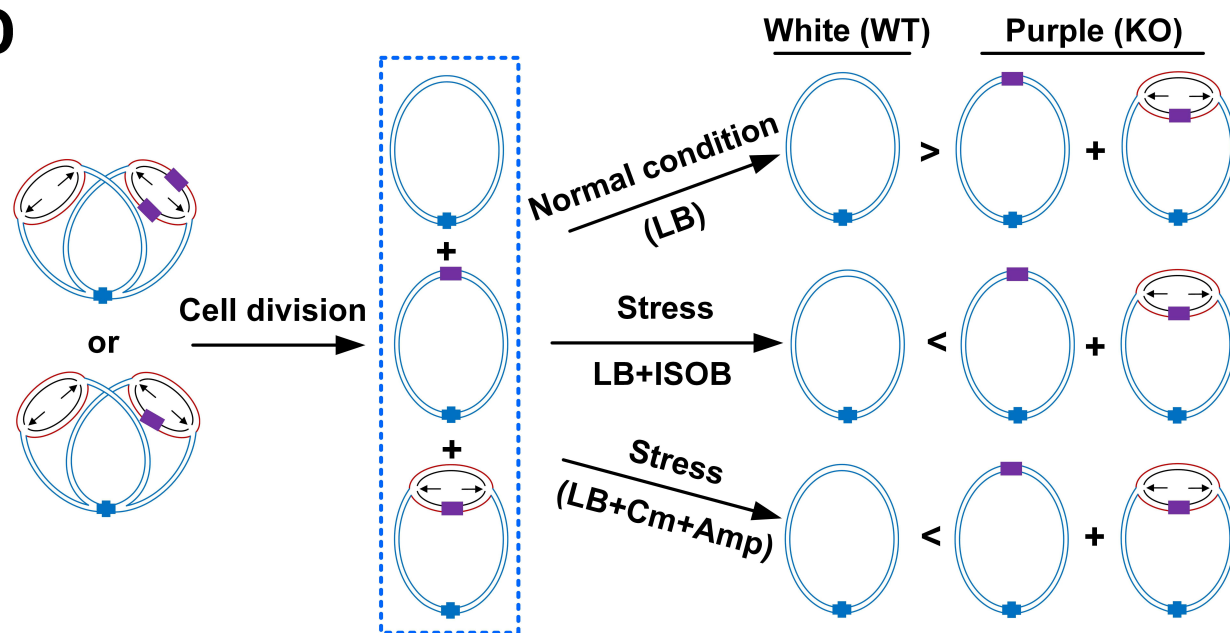 White (WT)
Purple (KO)
>
+
Normal condition
(LB)
+
Cell division
or
Stress
LB+ISOB
<
+
+
Stress
(LB+Cm+Amp)
<
+